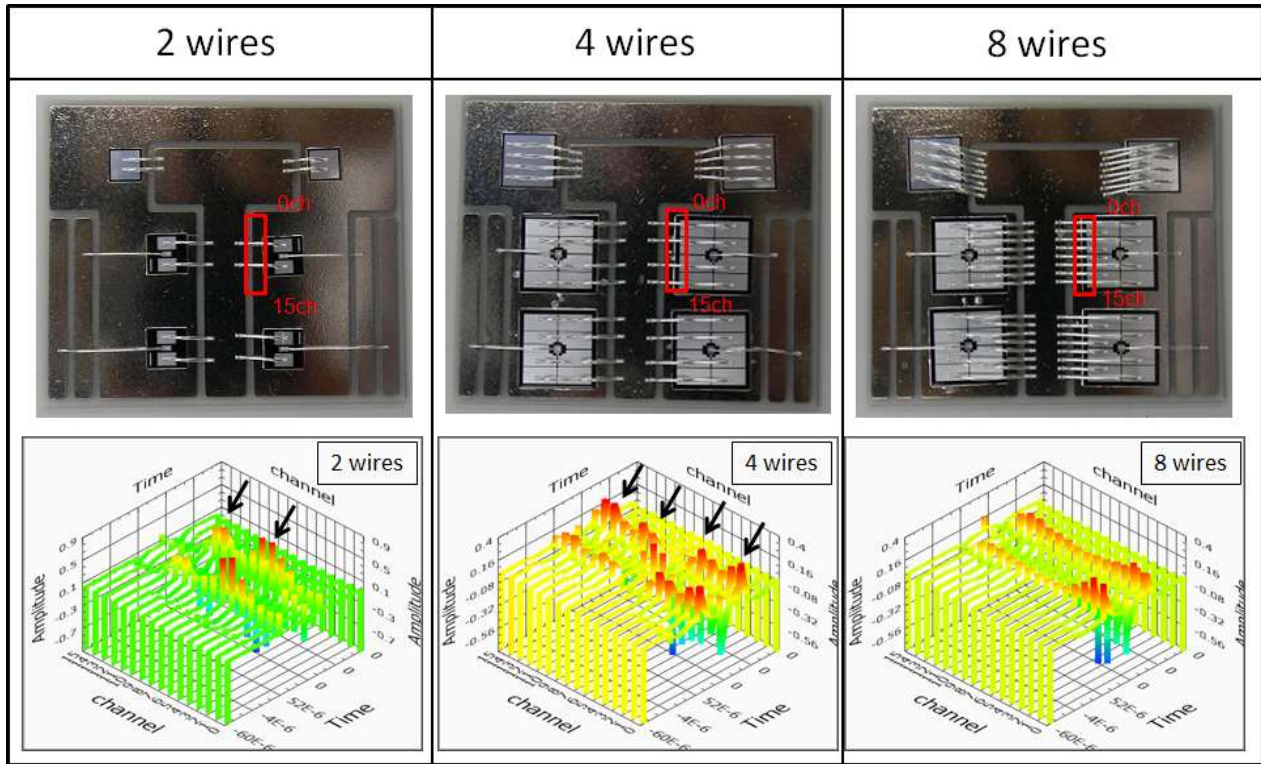 2 wires
4 wires
8 wires
0ch
15ch
0ch
15ch
0ch
15ch
2 wires
Time
channel
0.9
0.5
0.1
-0.3
-0.7
Amplitude
0.9
0.5
0.1
-0.3
-0.7
Amplitude
0
0
52E-6
-4E-6
-60E-6
Time
channel
4 wires
Time
channel
0.4
0.16
-0.08
-0.32
-0.56
Amplitude
0.4
0.16
-0.08
-0.32
-0.56
Amplitude
0
0
52E-6
-4E-6
-60E-6
Time
channel
8 wires
Time
channel
0.4
0.16
-0.08
-0.32
-0.56
Amplitude
0.4
0.16
-0.08
-0.32
-0.56
Amplitude
0
0
52E-6
-4E-6
-60E-6
Time
channel